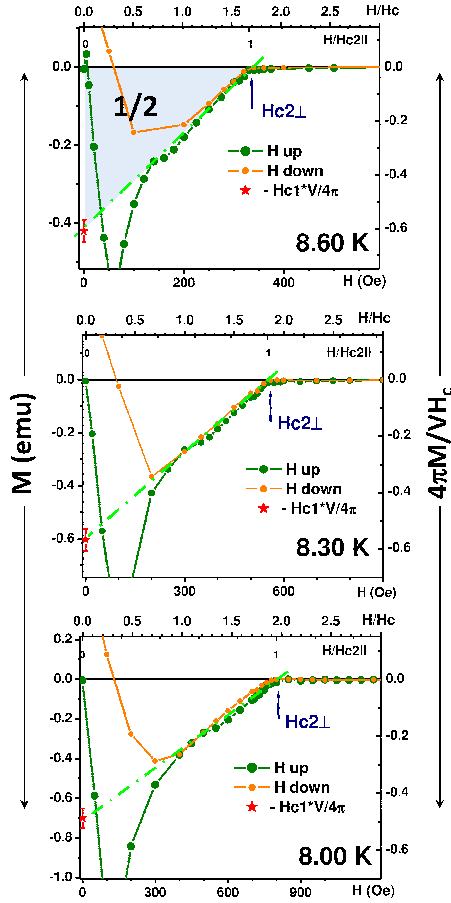 0.0 0.5 1.0 1.5 2.0 2.5 H/Hc
0 1 H/Hc2II
0.0 0.0
1/2
Hc2⊥
-0.2 -0.2
H up
H down
- Hc1*V/4π
-0.4 -0.4
-0.6
8.60 K
0 200 400
H (Oe)
0.0 0.5 1.0 1.5 2.0 2.5 H/Hc
0 1 H/Hc2II
0.0 0.0
Hc2⊥
-0.2 -0.2
H up
H down
- Hc1*V/4π
-0.4 -0.4
-0.6 -0.6
8.30 K
0 300 600
H (Oe)
0.0 0.5 1.0 1.5 2.0 2.5
H/Hc
0.2
0 1 H/Hc2II
0.0 0.0
Hc2⊥
-0.2 -0.2
-0.4
H up
H down
- Hc1*V/4π
-0.6 -0.4
-0.8 -0.6
-1.0
8.00 K
0 300 600 900
H (Oe)
M (emu)
4πM/VHc